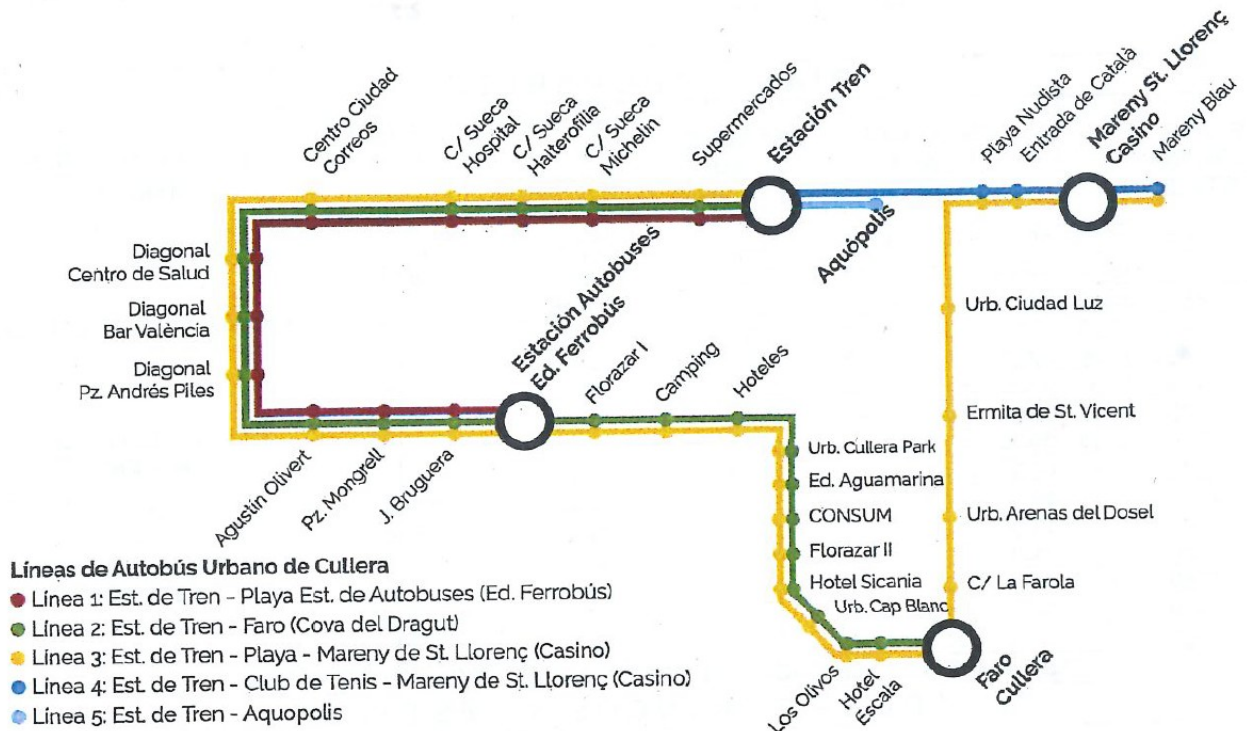 Centro Ciudad
Correos
C/ Sueca
Hospital
C/ Sueca
Halterofilia
C/ Sueca
Michelin
Supermercados
Estación Tren
Playa Nudista
Entrada de Català
Mareny St. Llorenç
Casino
Mareny Blau
Aquópolis
Diagonal
Centro de Salud
Diagonal
Bar València
Diagonal
Pz. Andrés Piles
Estación Autobuses
Ed. Ferrobús
Florazar I
Camping
Hoteles
Agustín Olivert
Pz. Mongrell
J. Bruguera
Urb. Ciudad Luz
Ermita de St. Vicent
Urb. Arenas del Dosel
C/ La Farola
Urb. Cullera Park
Ed. Aguamarina
CONSUM
Florazar II
Hotel Sicania
Urb. Cap Blanc
Los Olivos
Hotel
Escala
Faro
Cullera
Líneas de Autobús Urbano de Cullera
Línea 1: Est. de Tren - Playa Est. de Autobuses (Ed. Ferrobús)
Línea 2: Est. de Tren - Faro (Cova del Dragut)
Línea 3: Est. de Tren - Playa - Mareny de St. Llorenç (Casino)
Línea 4: Est. de Tren - Club de Tenis - Mareny de St. Llorenç (Casino)
Línea 5: Est. de Tren - Aquopolis